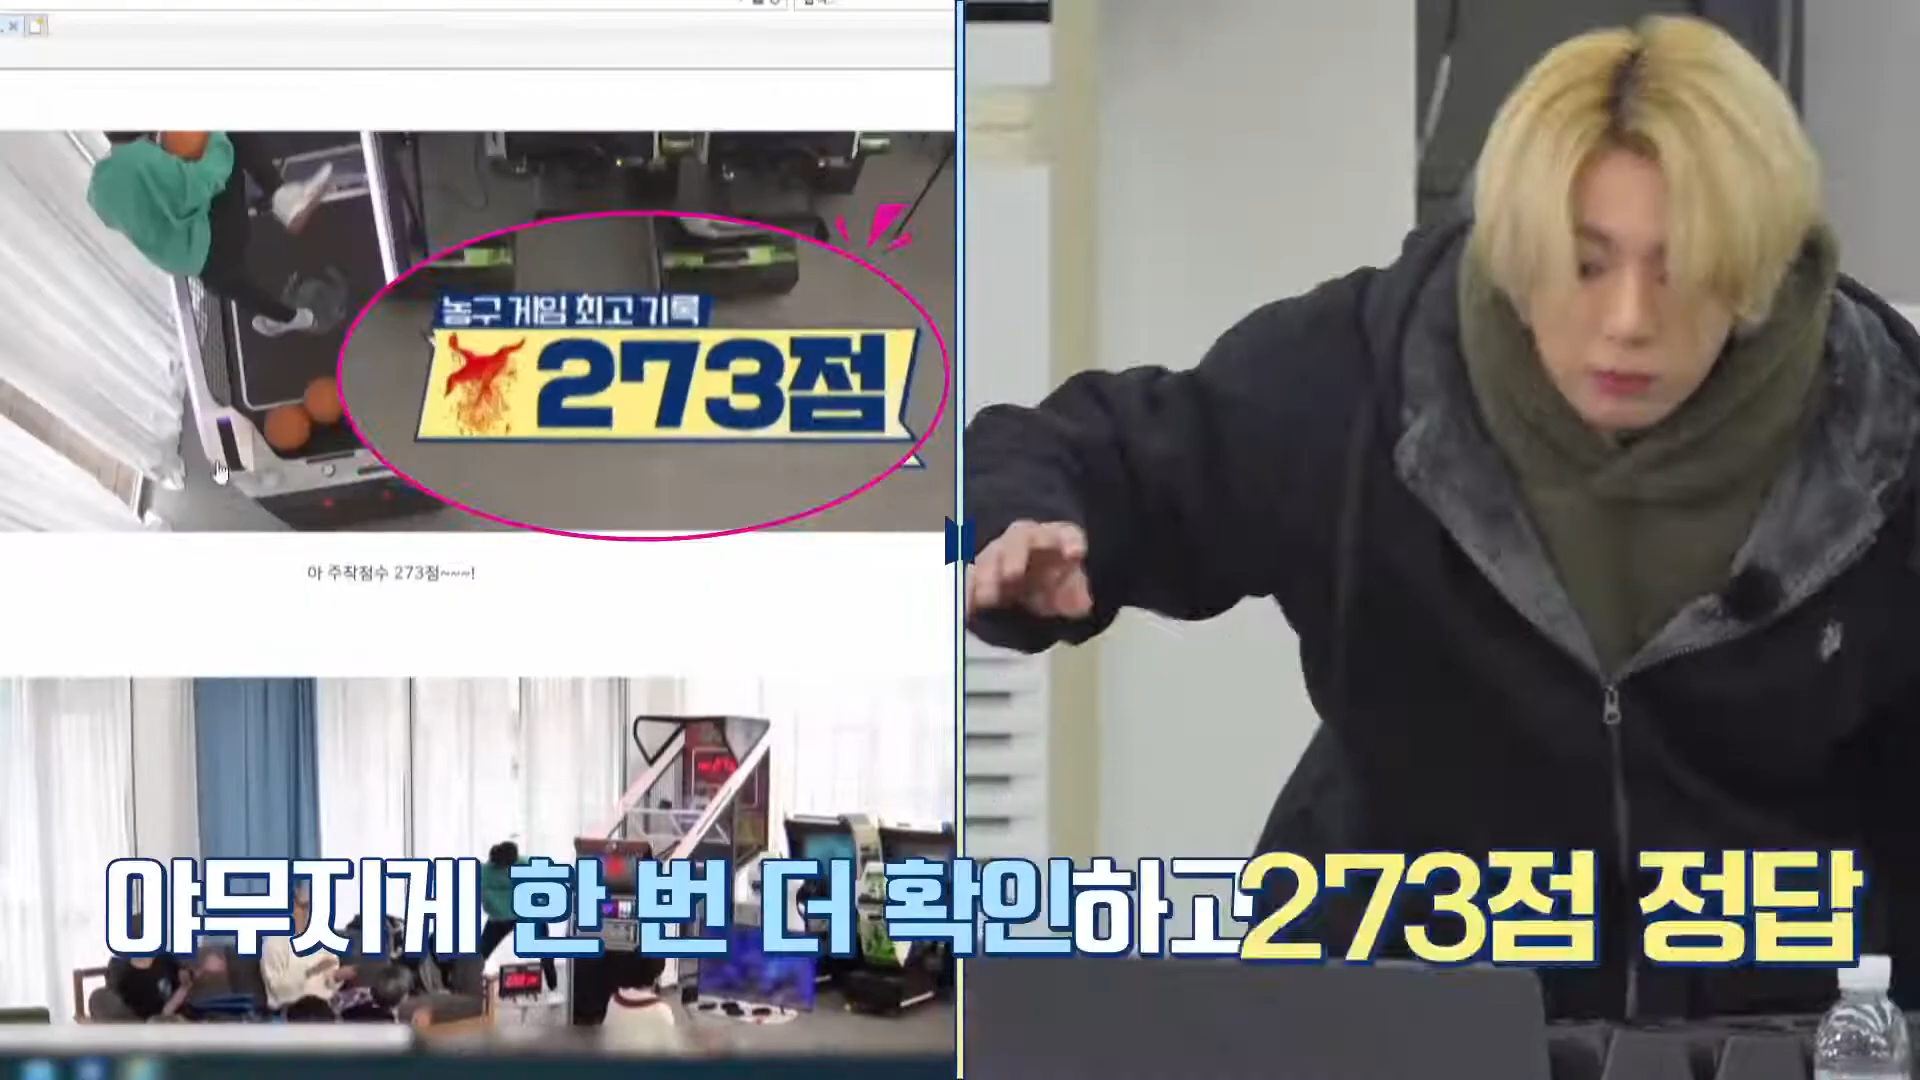 농구 게임 최고 기록
273점
아 주작점수 273점~~~!
야무지게 한 번 더 확인하고 273점 정답